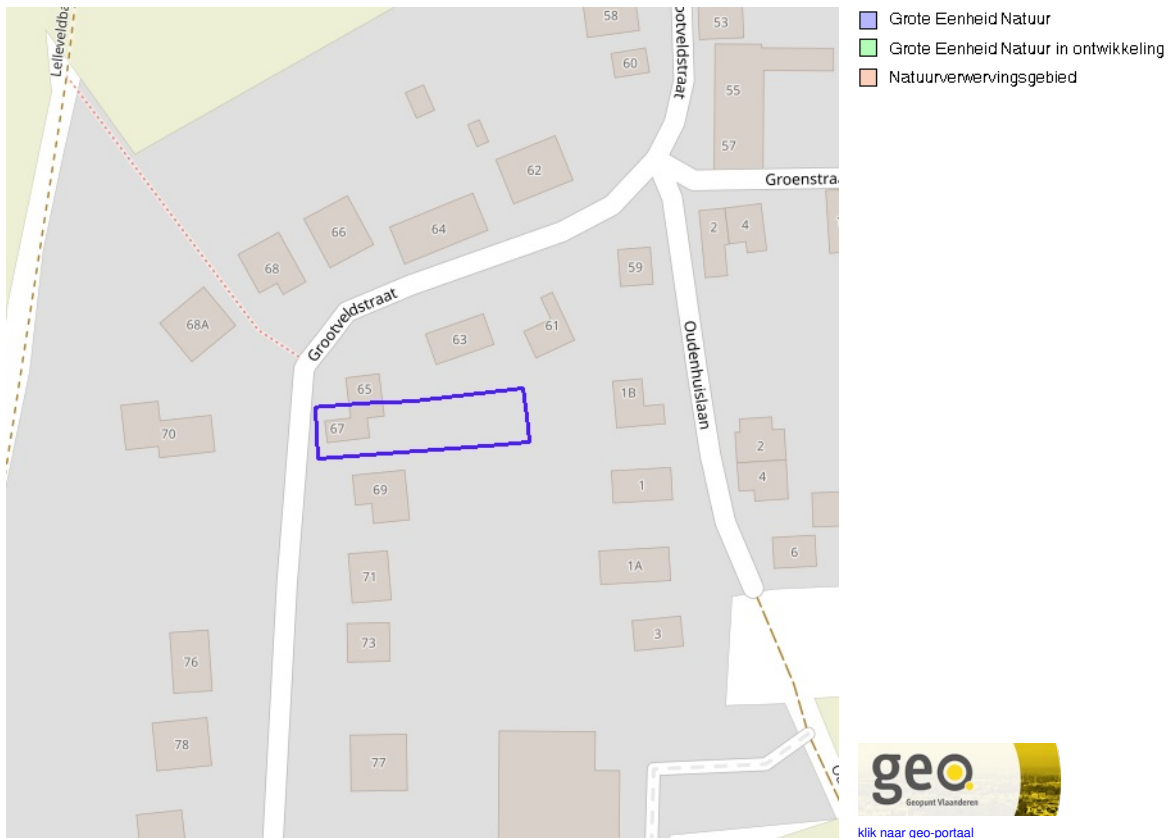 Grote Eenheid Natuur
Grote Eenheid Natuur in ontwikkeling
Natuurverwervingsgebied
58
53
60
55
57
62
Groenstra
64
66
2
4
68
59
Grootveldstraat
68A
63
61
Oudenhuislaan
65
1B
67
70
2
69
1
4
6
1A
71
73
3
76
78
77
geo
Geopunt Vlaanderen
klik naar geo-portaal